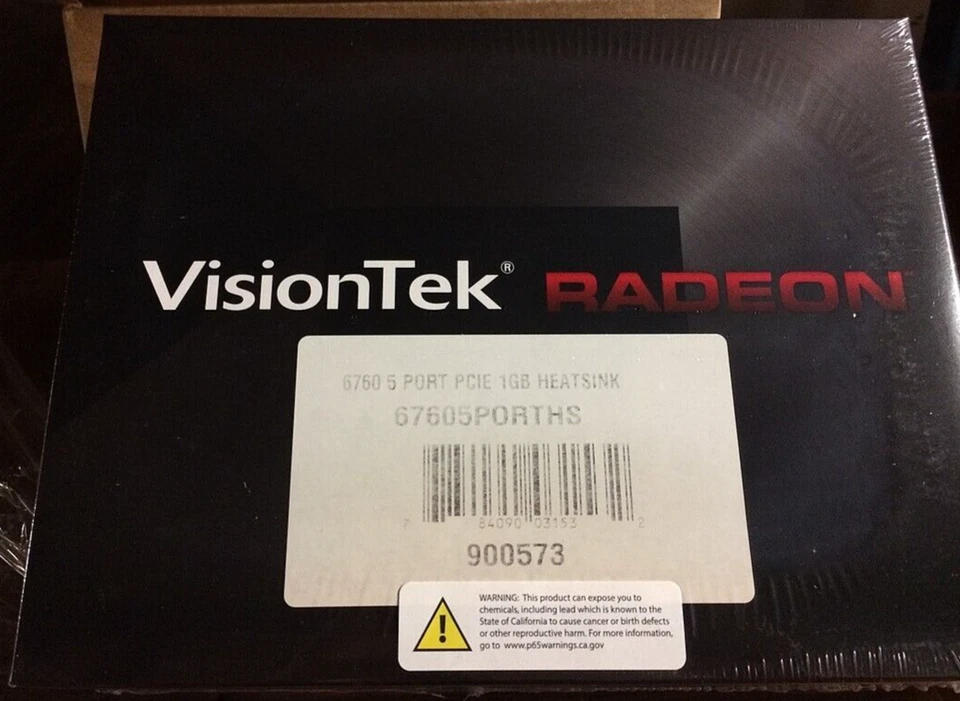 VisionTek® RADEON™
6760 5 PORT PCIE 1GB HEATSINK
67605PORTHS
7 84090 03153 2
900573
WARNING: This product can expose you to
chemicals, including lead which is known to the
State of California to cause cancer or birth defects
or other reproductive harm. For more information,
go to www.p65warnings.ca.gov